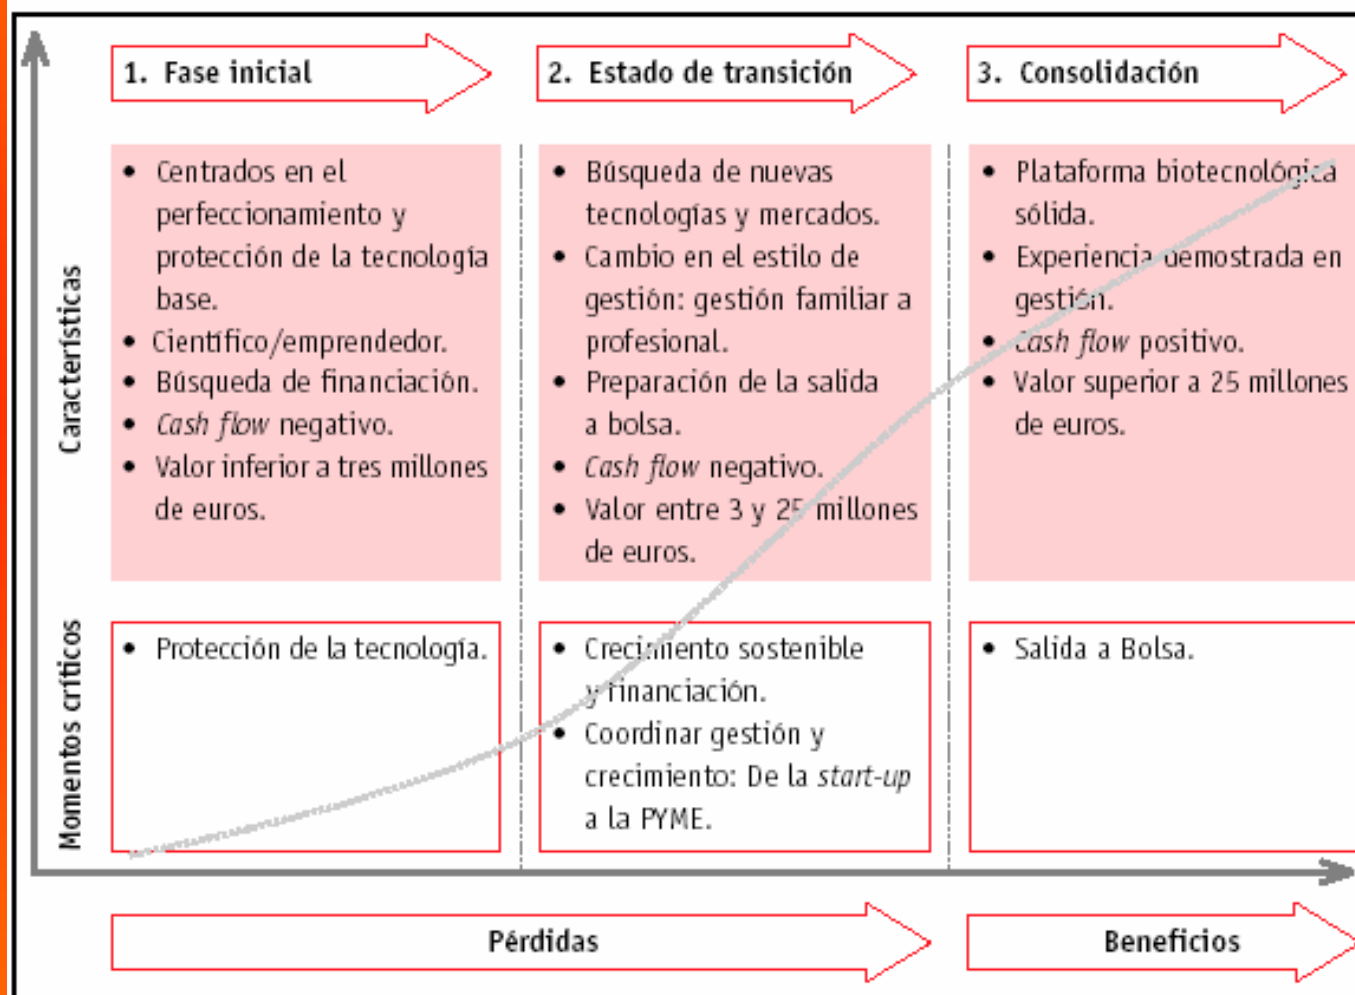 1. Fase inicial
2. Estado de transición
3. Consolidación
Características
• Centrados en el
perfeccionamiento y
protección de la tecnología
base.
• Científico/emprendedor.
• Búsqueda de financiación.
• Cash flow negativo.
• Valor inferior a tres millones
de euros.
• Búsqueda de nuevas
tecnologías y mercados.
• Cambio en el estilo de
gestión: gestión familiar a
profesional.
• Preparación de la salida
a bolsa.
• Cash flow negativo.
• Valor entre 3 y 25 millones
de euros.
• Plataforma biotecnológica
sólida.
• Experiencia demostrada en
gestión.
• Cash flow positivo.
• Valor superior a 25 millones
de euros.
Momentos críticos
• Protección de la tecnología.
• Crecimiento sostenible
y financiación.
• Coordinar gestión y
crecimiento: De la start-up
a la PYME.
• Salida a Bolsa.
Pérdidas
Beneficios